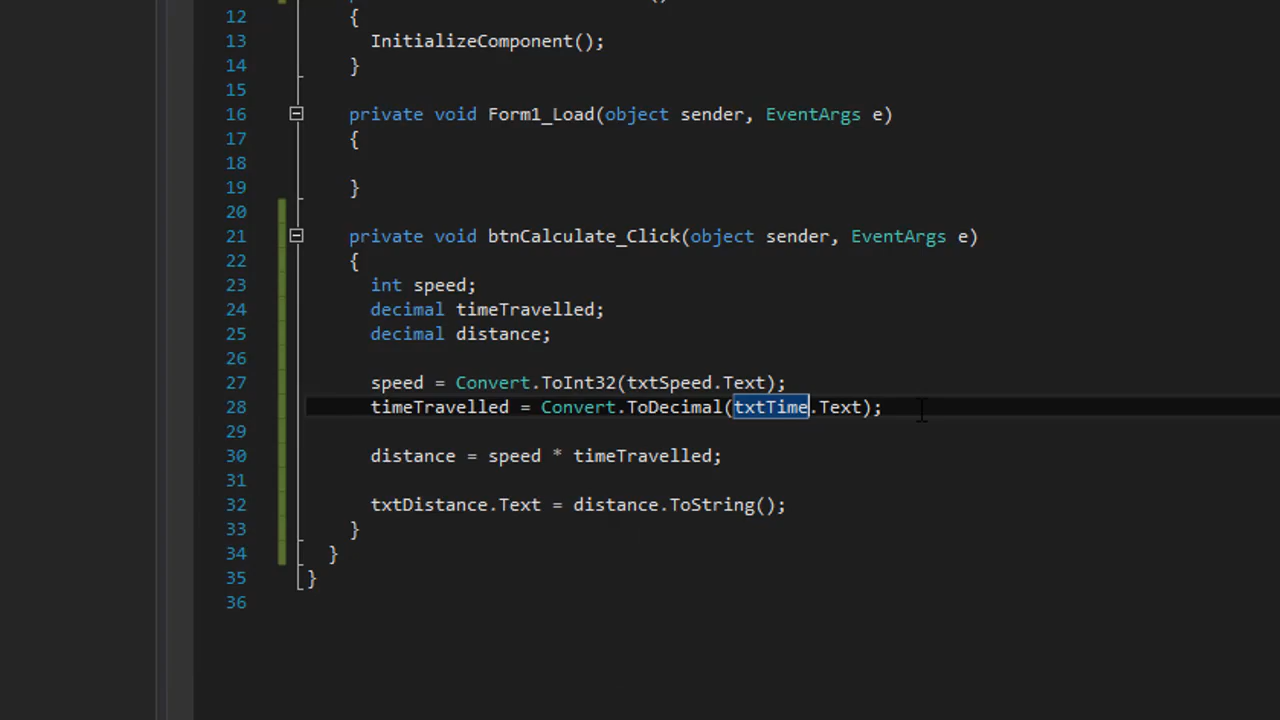 12 {
13 InitializeComponent();
14 }
15
16 private void Form1_Load(object sender, EventArgs e)
17 {
18
19 }
20
21 private void btnCalculate_Click(object sender, EventArgs e)
22 {
23 int speed;
24 decimal timeTravelled;
25 decimal distance;
26
27 speed = Convert.ToInt32(txtSpeed.Text);
28 timeTravelled = Convert.ToDecimal(txtTime.Text);
29
30 distance = speed * timeTravelled;
31
32 txtDistance.Text = distance.ToString();
33 }
34 }
35 }
36